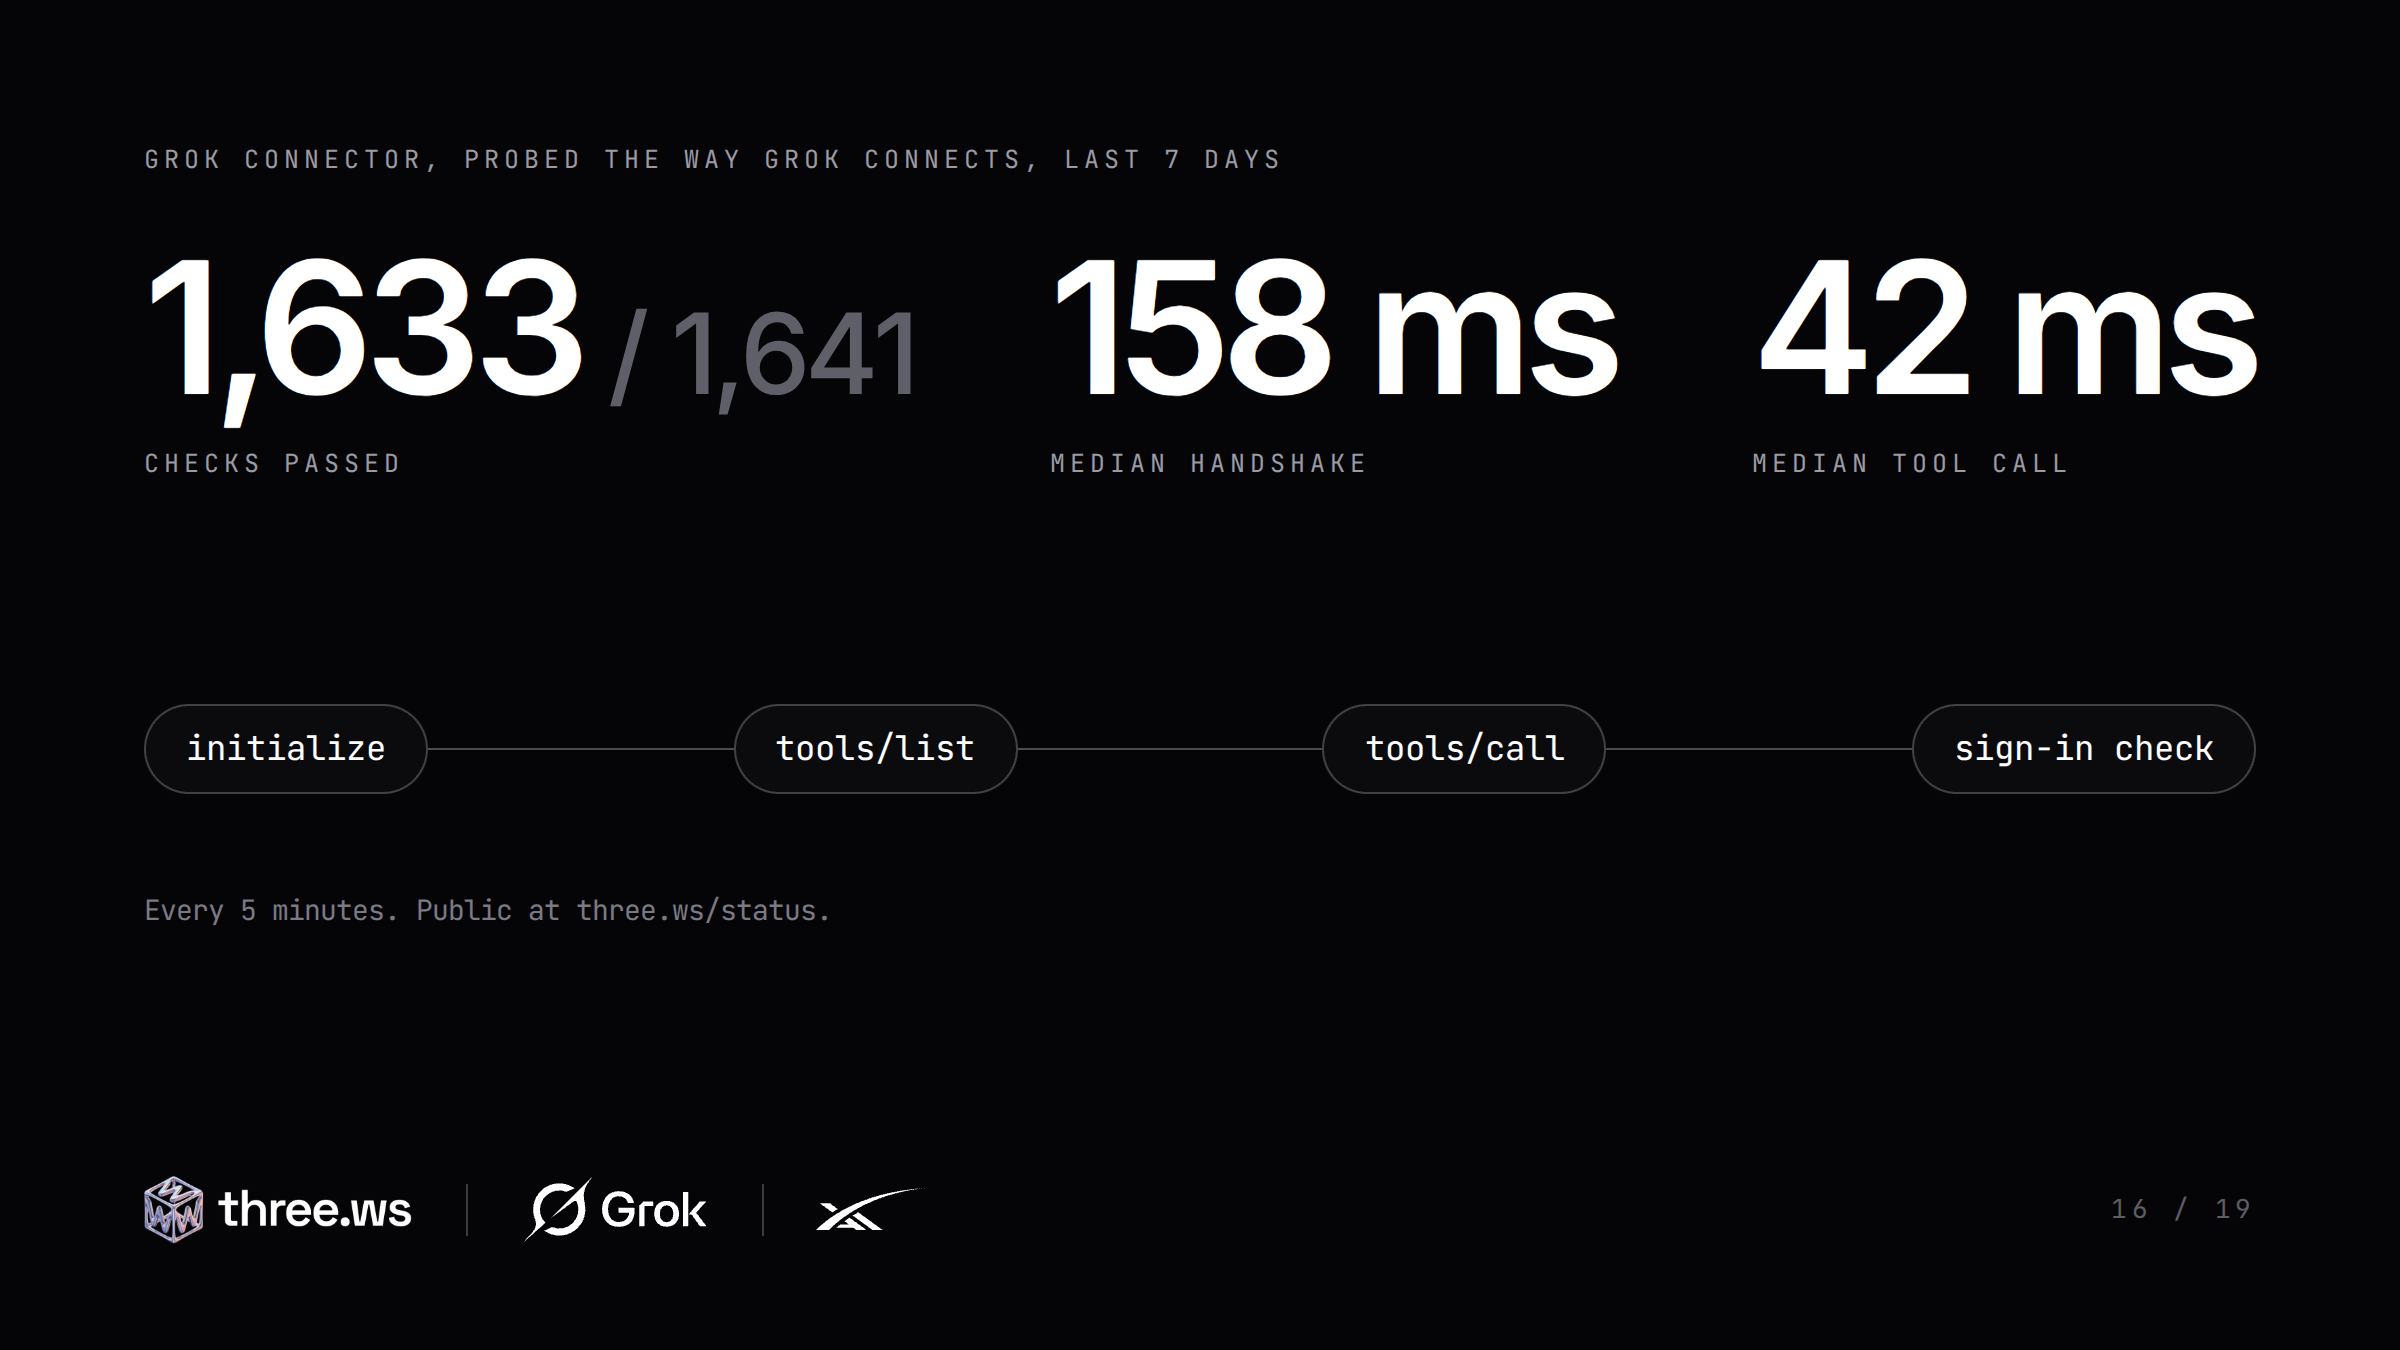 GROK CONNECTOR, PROBED THE WAY GROK CONNECTS, LAST 7 DAYS
1,633 / 1,641
CHECKS PASSED
158 ms
MEDIAN HANDSHAKE
42 ms
MEDIAN TOOL CALL
initialize
tools/list
tools/call
sign-in check
Every 5 minutes. Public at three.ws/status.
three.ws
Grok
16 / 19